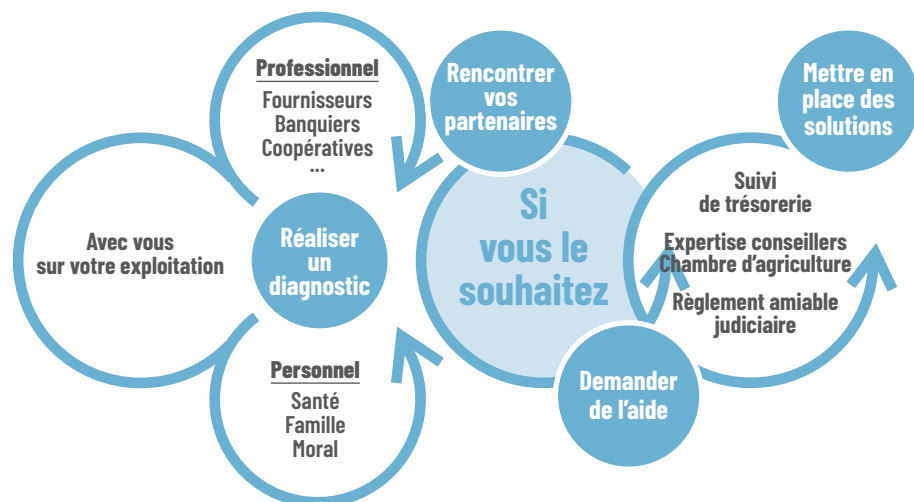 Avec vous
sur votre exploitation
Réaliser
un
diagnostic
Professionnel
Fournisseurs
Banquiers
Coopératives
...
Personnel
Santé
Famille
Moral
Rencontrer
vos
partenaires
Si
vous le
souhaitez
Demander
de l’aide
Mettre en
place des
solutions
Suivi
de trésorerie
Expertise conseillers
Chambre d’agriculture
Règlement amiable
judiciaire